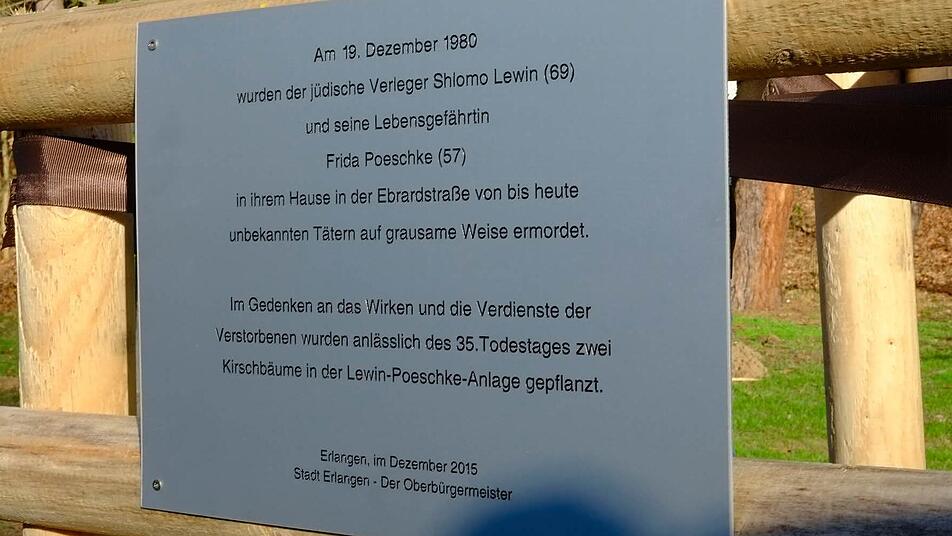 Am 19. Dezember 1980
wurden der jüdische Verleger Shlomo Lewin (69)
und seine Lebensgefährtin
Frida Poeschke (57)
in ihrem Hause in der Ebrardstraße von bis heute
unbekannten Tätern auf grausame Weise ermordet.
Im Gedenken an das Wirken und die Verdienste der
Verstorbenen wurden anlässlich des 35.Todestages zwei
Kirschbäume in der Lewin-Poeschke-Anlage gepflanzt.
Erlangen, im Dezember 2015
Stadt Erlangen - Der Oberbürgermeister